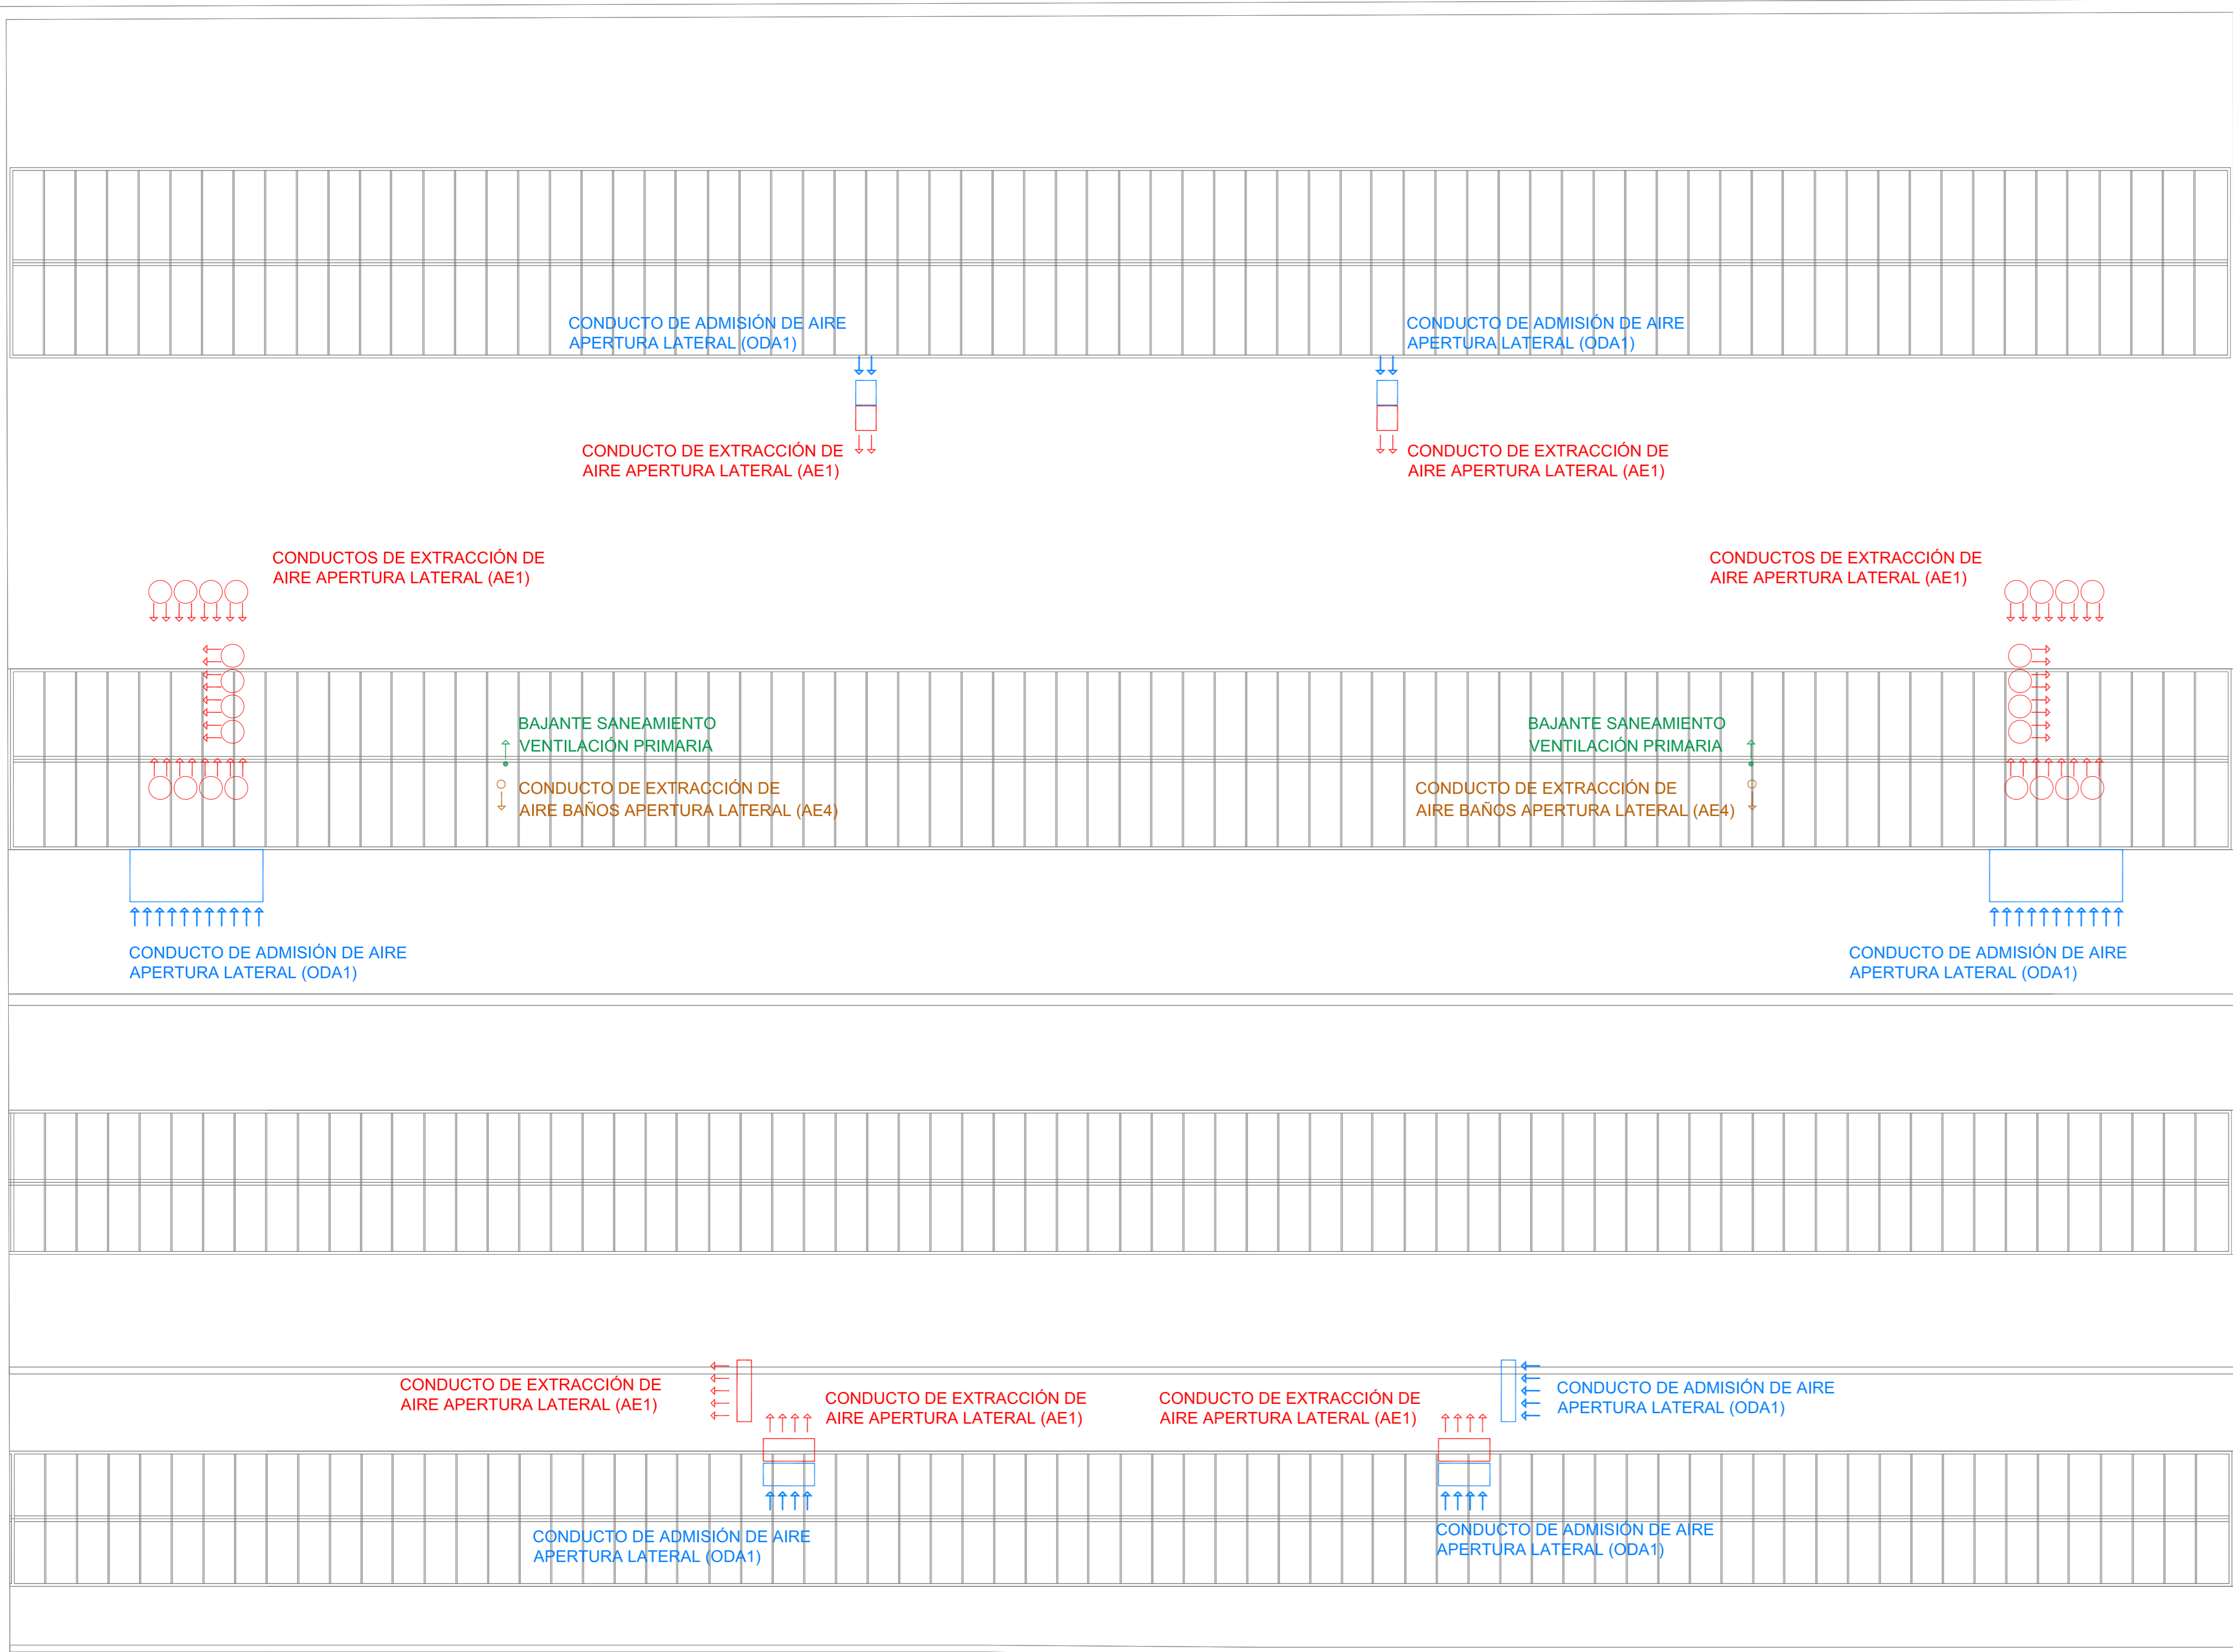 CONDUCTO DE ADMISIÓN DE AIRE
APERTURA LATERAL (ODA1)
CONDUCTO DE ADMISIÓN DE AIRE
APERTURA LATERAL (ODA1)
CONDUCTO DE EXTRACCIÓN DE
AIRE APERTURA LATERAL (AE1)
CONDUCTO DE EXTRACCIÓN DE
AIRE APERTURA LATERAL (AE1)
CONDUCTOS DE EXTRACCIÓN DE
AIRE APERTURA LATERAL (AE1)
CONDUCTOS DE EXTRACCIÓN DE
AIRE APERTURA LATERAL (AE1)
BAJANTE SANEAMIENTO
VENTILACIÓN PRIMARIA
BAJANTE SANEAMIENTO
VENTILACIÓN PRIMARIA
CONDUCTO DE EXTRACCIÓN DE
AIRE BAÑOS APERTURA LATERAL (AE4)
CONDUCTO DE EXTRACCIÓN DE
AIRE BAÑOS APERTURA LATERAL (AE4)
CONDUCTO DE ADMISIÓN DE AIRE
APERTURA LATERAL (ODA1)
CONDUCTO DE ADMISIÓN DE AIRE
APERTURA LATERAL (ODA1)
CONDUCTO DE EXTRACCIÓN DE
AIRE APERTURA LATERAL (AE1)
CONDUCTO DE EXTRACCIÓN DE
AIRE APERTURA LATERAL (AE1)
CONDUCTO DE EXTRACCIÓN DE
AIRE APERTURA LATERAL (AE1)
CONDUCTO DE ADMISIÓN DE AIRE
APERTURA LATERAL (ODA1)
CONDUCTO DE ADMISIÓN DE AIRE
APERTURA LATERAL (ODA1)
CONDUCTO DE ADMISIÓN DE AIRE
APERTURA LATERAL (ODA1)